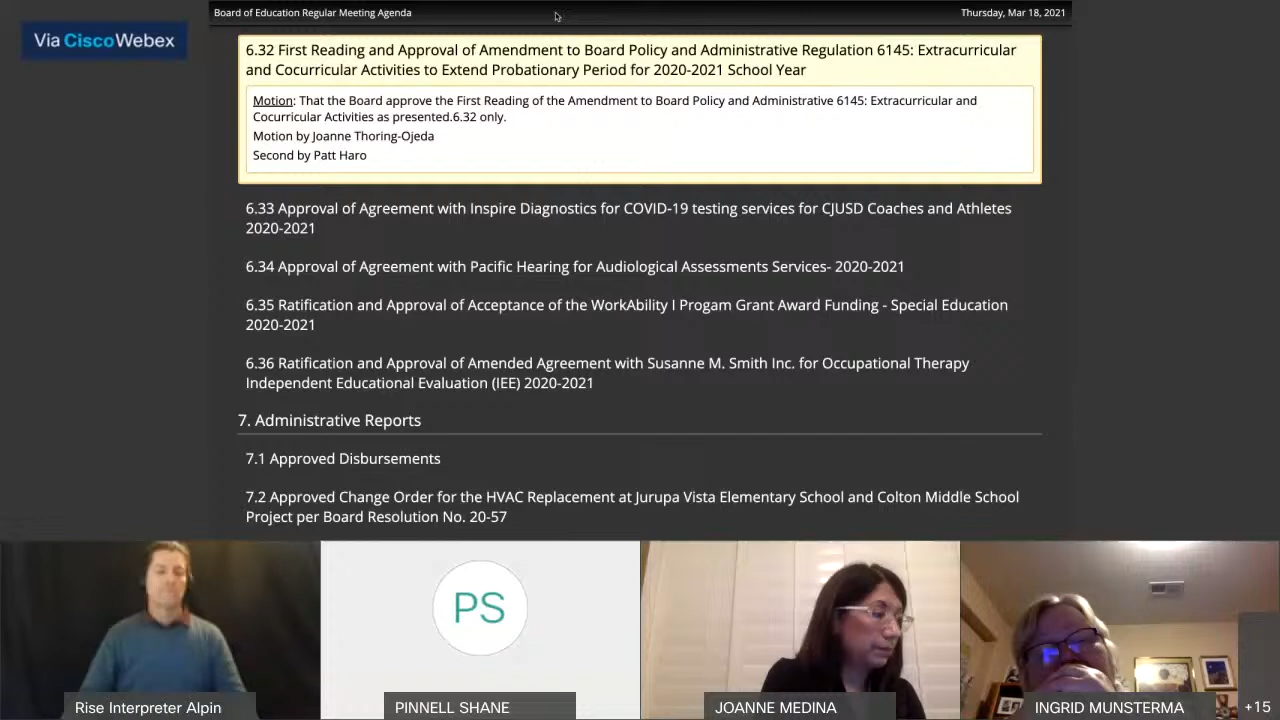 Board of Education Regular Meeting Agenda
Thursday, Mar 18, 2021
Via Cisco Webex
6.32 First Reading and Approval of Amendment to Board Policy and Administrative Regulation 6145: Extracurricular
and Cocurricular Activities to Extend Probationary Period for 2020-2021 School Year
Motion: That the Board approve the First Reading of the Amendment to Board Policy and Administrative 6145: Extracurricular and
Cocurricular Activities as presented.6.32 only.
Motion by Joanne Thoring-Ojeda
Second by Patt Haro
6.33 Approval of Agreement with Inspire Diagnostics for COVID-19 testing services for CJUSD Coaches and Athletes
2020-2021
6.34 Approval of Agreement with Pacific Hearing for Audiological Assessments Services- 2020-2021
6.35 Ratification and Approval of Acceptance of the WorkAbility I Progam Grant Award Funding - Special Education
2020-2021
6.36 Ratification and Approval of Amended Agreement with Susanne M. Smith Inc. for Occupational Therapy
Independent Educational Evaluation (IEE) 2020-2021
7. Administrative Reports
7.1 Approved Disbursements
7.2 Approved Change Order for the HVAC Replacement at Jurupa Vista Elementary School and Colton Middle School
Project per Board Resolution No. 20-57
PS
Rise Interpreter Alpin
PINNELL SHANE
JOANNE MEDINA
INGRID MUNSTERMA
+15